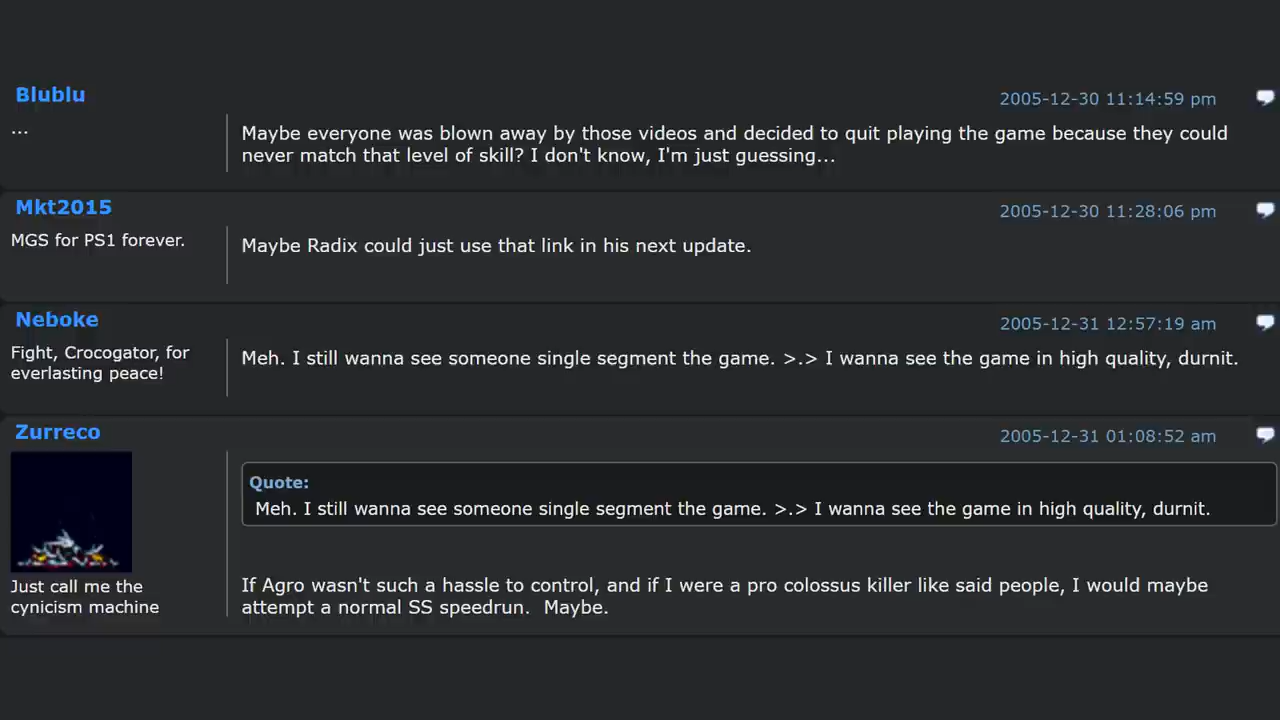 Blublu
2005-12-30 11:14:59 pm
...
Maybe everyone was blown away by those videos and decided to quit playing the game because they could
never match that level of skill? I don't know, I'm just guessing...
Mkt2015
2005-12-30 11:28:06 pm
MGS for PS1 forever.
Maybe Radix could just use that link in his next update.
Neboke
2005-12-31 12:57:19 am
Fight, Crocogator, for
everlasting peace!
Meh. I still wanna see someone single segment the game. >.> I wanna see the game in high quality, durnit.
Zurreco
2005-12-31 01:08:52 am
Just call me the
cynicism machine
Quote:
Meh. I still wanna see someone single segment the game. >.> I wanna see the game in high quality, durnit.
If Agro wasn't such a hassle to control, and if I were a pro colossus killer like said people, I would maybe
attempt a normal SS speedrun.  Maybe.